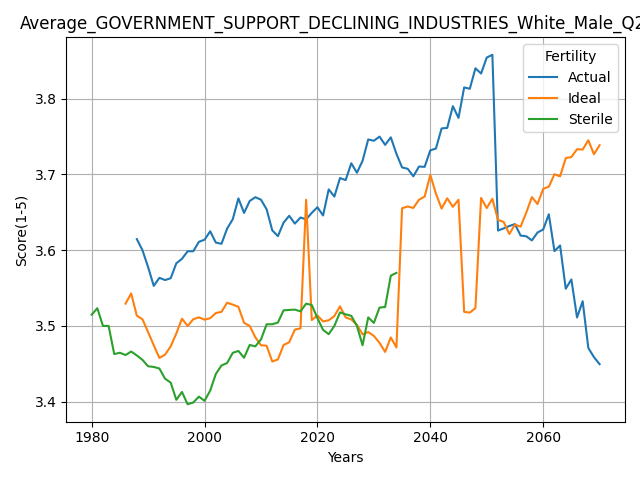 Average_GOVERNMENT_SUPPORT_DECLINING_INDUSTRIES_White_Male_Q2
Fertility
Actual
Ideal
Sterile
Score(1-5)
3.8
3.7
3.6
3.5
3.4
1980 2000 2020 2040 2060
Years